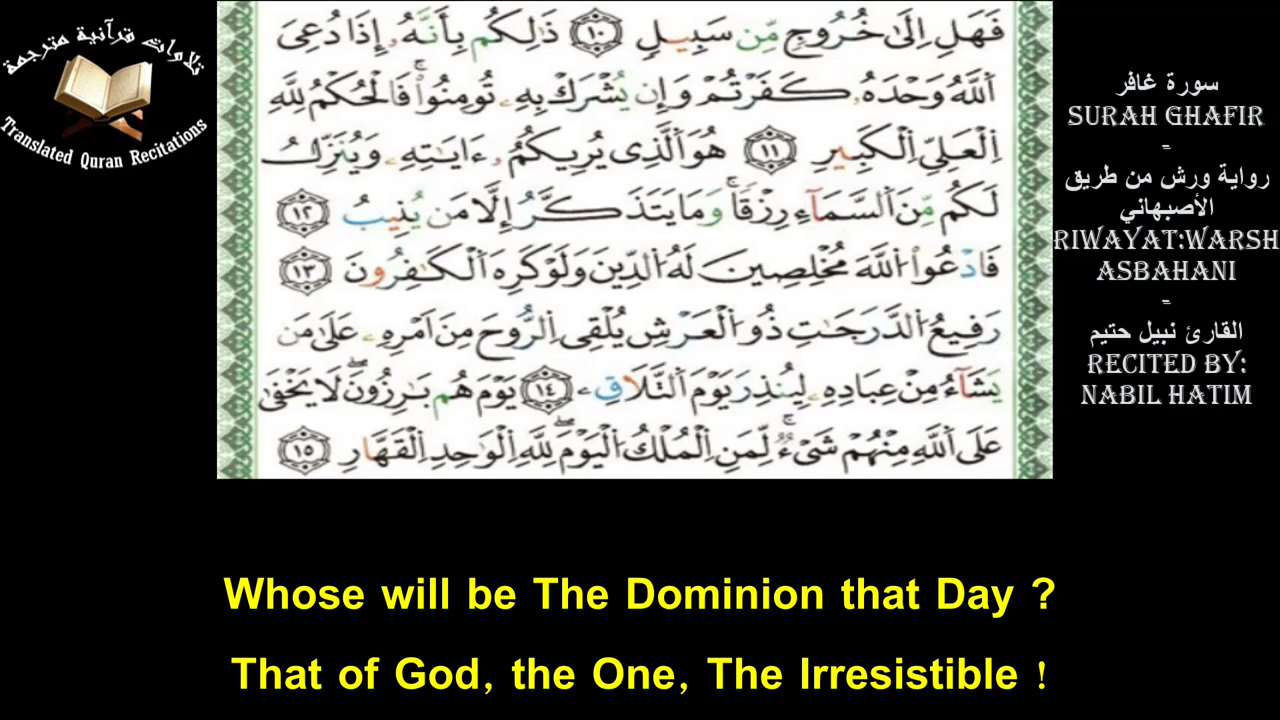 تلاوات قرآنية مترجمة
Translated Quran Recitations
فَهَلِ اِلَىٰ خُرُوجٖ مِّن سَبِيلٖ ١٠ ذَٰلِكُم بِأَنَّهُۥ إِذَا دُعِيَ
اَ۬للَّهُ وَحْدَهُۥ كَفَرْتُمْ وَإِن يُشْرَكْ بِهِۦ تُومِنُواْۖ فَالْحُكْمُ لِلهِ
اِ۬لْعَلِيِّ اِ۬لْكَبِيرِ ١١ هُوَ اَ۬لَّذِي يُرِيكُمُۥ ءَايَٰتِهِۦ وَيُنَزِّلُ
لَكُم مِّنَ اَ۬لسَّمَآءِ رِزْقاٗۖ وَمَا يَتَذَكَّرُ إِلَّا مَن يُنِيبُ ١٢
فَادْعُواْ اُ۬للَّهَ مُخْلِصِينَ لَهُ اُ۬لدِّينَ وَلَوْ كَرِهَ اَ۬لْكَٰفِرُونَ ١٣
رَفِيعُ اُ۬لدَّرَجَٰتِ ذُو اُ۬لْعَرْشِ يُلْقِي اِ۬لرُّوحَ مِنَ اَمْرِهِۦ عَلَىٰ مَن
يَشَآءُ مِنْ عِبَادِهِۦ لِيُنذِرَ يَوْمَ اَ۬لتَّلَاقِۦ ١٤ يَوْمَ هُم بَٰرِزُونَۖ لَا يَخْفَىٰ
عَلَى اَ۬للَّهِ مِنْهُمْ شَيْءٞۖ لِّمَنِ اِ۬لْمُلْكُ اُ۬لْيَوْمَۖ لِلهِ اِ۬لْوَٰحِدِ اِ۬لْقَهَّارِ ١٥
سورة غافر
SURAH GHAFIR
-
رواية ورش من طريق
الأصبهاني
RIWAYAT:WARSH
ASBAHANI
-
القارئ نبيل حتيم
RECITED BY:
NABIL HATIM
Whose will be The Dominion that Day ?
That of God, the One, The Irresistible !